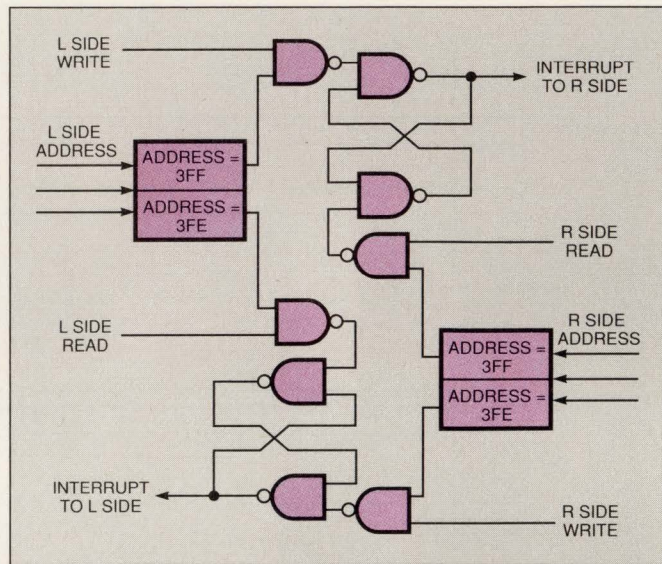 L SIDE
WRITE
INTERRUPT
TO R SIDE
L SIDE
ADDRESS
ADDRESS =
3FF
ADDRESS =
3FE
R SIDE
READ
L SIDE
READ
R SIDE
ADDRESS
ADDRESS =
3FF
ADDRESS =
3FE
INTERRUPT
TO L SIDE
R SIDE
WRITE